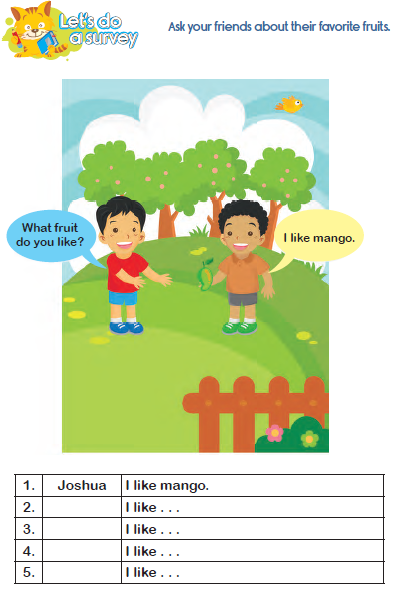 Let's do
a survey
Ask your friends about their favorite fruits.
What fruit
do you like?
I like mango.
1. Joshua I like mango.
2. I like . . .
3. I like . . .
4. I like . . .
5. I like . . .